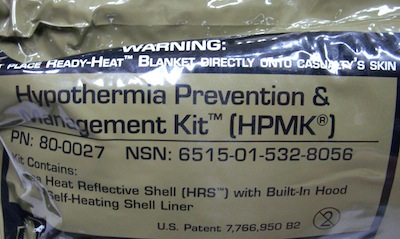 WARNING:
PLACE READY-HEAT™ BLANKET DIRECTLY ONTO CASUALTY'S SKIN
Hypothermia Prevention &
Management Kit™ (HPMK®)
PN: 80-0027 NSN: 6515-01-532-8056
Kit Contains:
Heat Reflective Shell (HRS™) with Built-In Hood
Self-Heating Shell Liner
U.S. Patent 7,766,950 B2 2